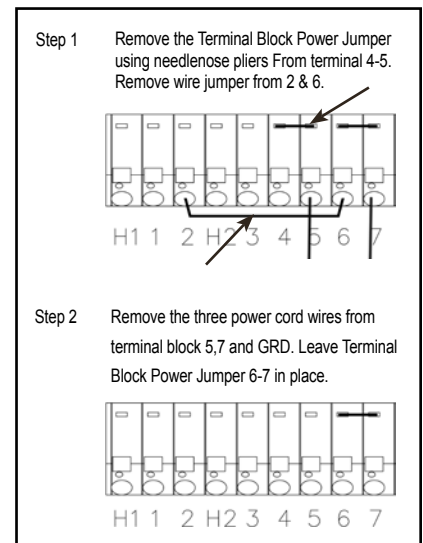 Step 1 Remove the Terminal Block Power Jumper
using needlenose pliers From terminal 4-5.
Remove wire jumper from 2 & 6.
H1 1 2 H2 3 4 5 6 7
Step 2 Remove the three power cord wires from
terminal block 5,7 and GRD. Leave Terminal
Block Power Jumper 6-7 in place.
H1 1 2 H2 3 4 5 6 7